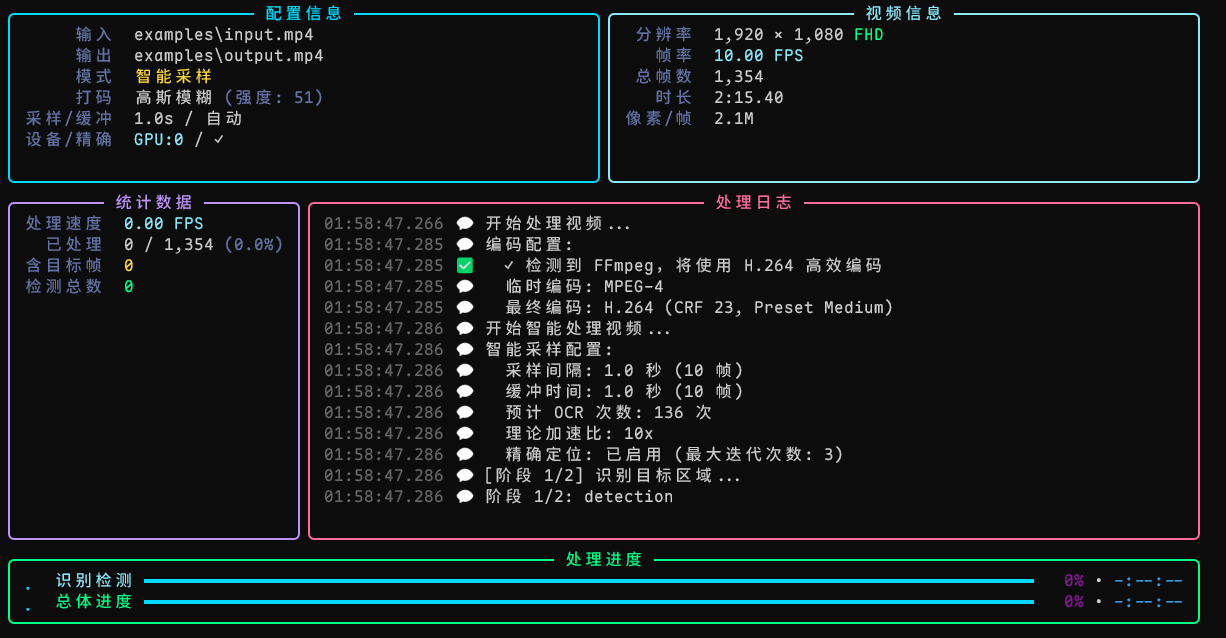 配置信息
输入 examples\input.mp4
输出 examples\output.mp4
模式 智能采样
打码 高斯模糊 (强度: 51)
采样/缓冲 1.0s / 自动
设备/精确 GPU:0 / ✓
视频信息
分辨率 1,920 × 1,080 FHD
帧率 10.00 FPS
总帧数 1,354
时长 2:15.40
像素/帧 2.1M
统计数据
处理速度 0.00 FPS
已处理 0 / 1,354 (0.0%)
含目标帧 0
检测总数 0
处理日志
01:58:47.266 💬 开始处理视频...
01:58:47.285 💬 编码配置:
01:58:47.285 ✅ ✓ 检测到 FFmpeg, 将使用 H.264 高效编码
01:58:47.285 💬 临时编码: MPEG-4
01:58:47.285 💬 最终编码: H.264 (CRF 23, Preset Medium)
01:58:47.286 💬 开始智能处理视频...
01:58:47.286 💬 智能采样配置:
01:58:47.286 💬 采样间隔: 1.0 秒 (10 帧)
01:58:47.286 💬 缓冲时间: 1.0 秒 (10 帧)
01:58:47.286 💬 预计 OCR 次数: 136 次
01:58:47.286 💬 理论加速比: 10x
01:58:47.286 💬 精确定位: 已启用 (最大迭代次数: 3)
01:58:47.286 💬 [阶段 1/2] 识别目标区域...
01:58:47.286 💬 阶段 1/2: detection
处理进度
识别检测 0% • -:--:--
总体进度 0% • -:--:--